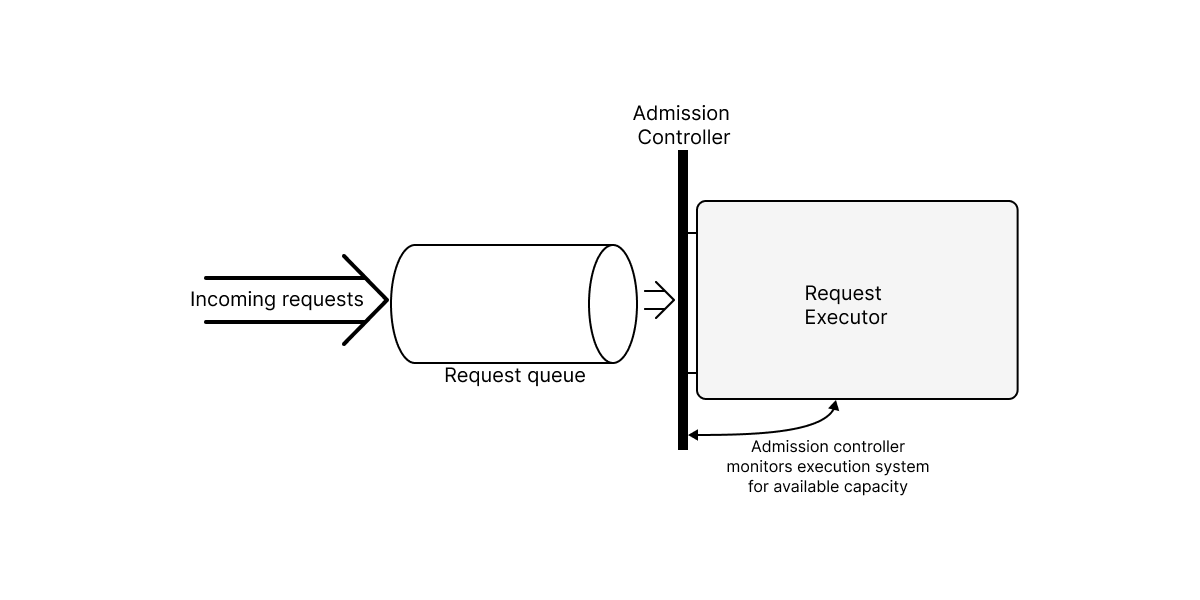 Admission
Controller
Incoming requests
Request queue
Request
Executor
Admission controller
monitors execution system
for available capacity